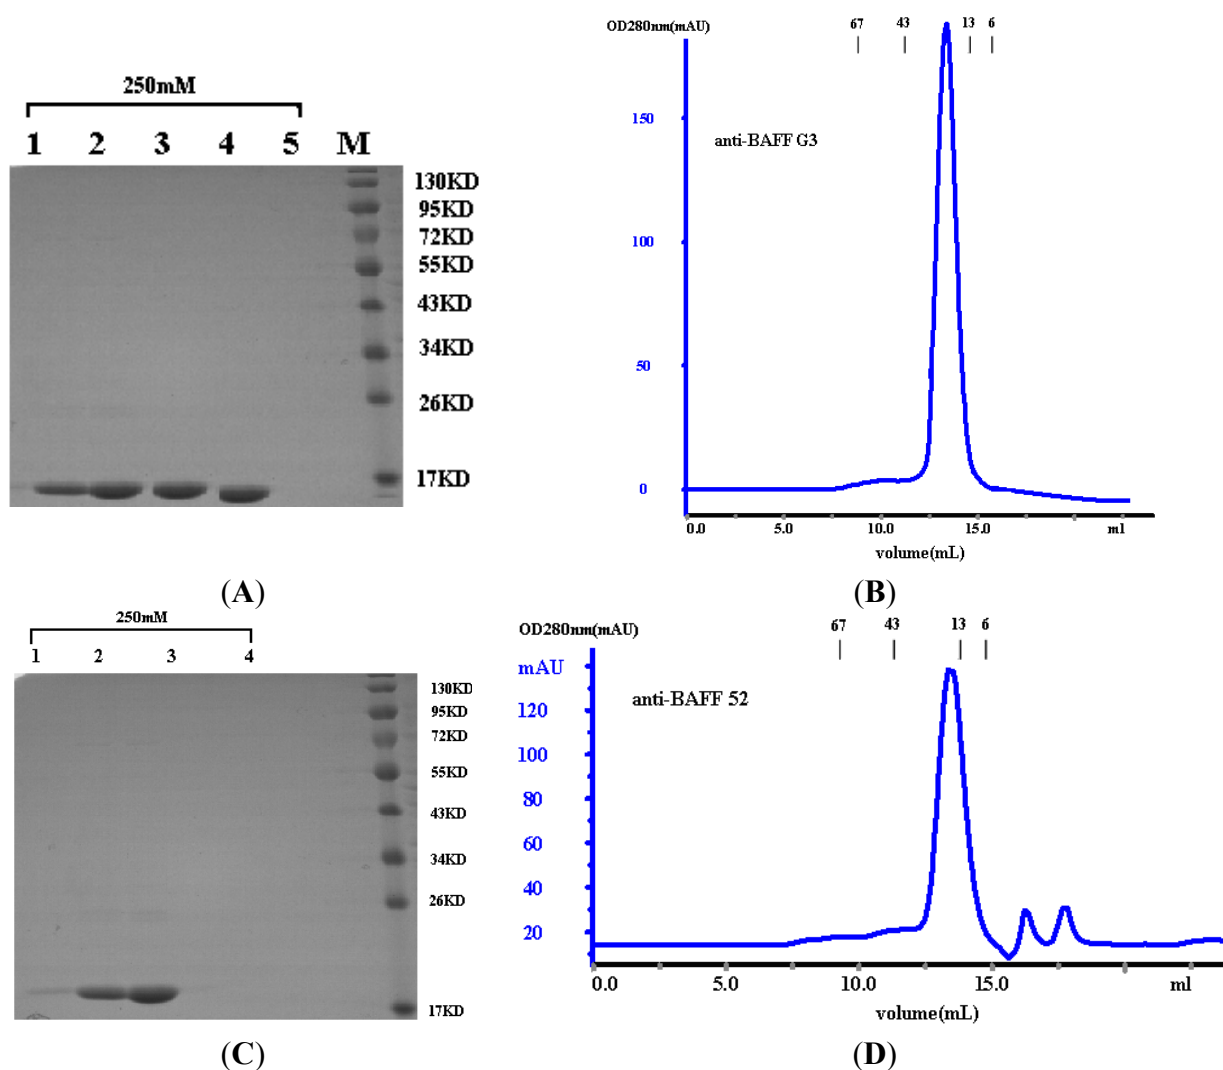 250mM
1 2 3 4 5 M
130KD
95KD
72KD
55KD
43KD
34KD
26KD
17KD
(A)
OD280nm(mAU)
67 43 13 6
150
anti-BAFF G3
100
50
0
0.0 5.0 10.0 15.0 ml
volume(mL)
(B)
250mM
1 2 3 4
130KD
95KD
72KD
55KD
43KD
34KD
26KD
17KD
(C)
OD280nm(mAU)
67 43 13 6
mAU
anti-BAFF 52
120
100
80
60
40
20
0.0 5.0 10.0 15.0 ml
volume(mL)
(D)